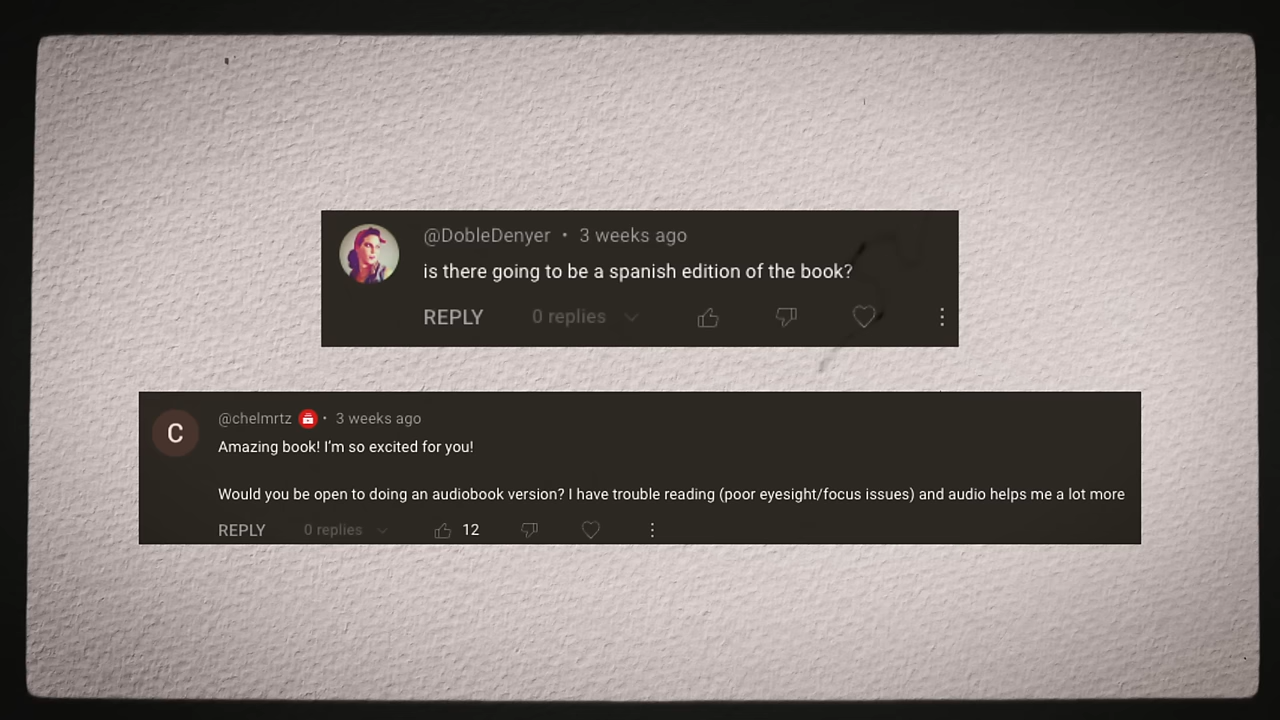 @DobleDenyer • 3 weeks ago
is there going to be a spanish edition of the book?
REPLY 0 replies
C
@chelmrtz • 3 weeks ago
Amazing book! I'm so excited for you!
Would you be open to doing an audiobook version? I have trouble reading (poor eyesight/focus issues) and audio helps me a lot more
REPLY 0 replies 12